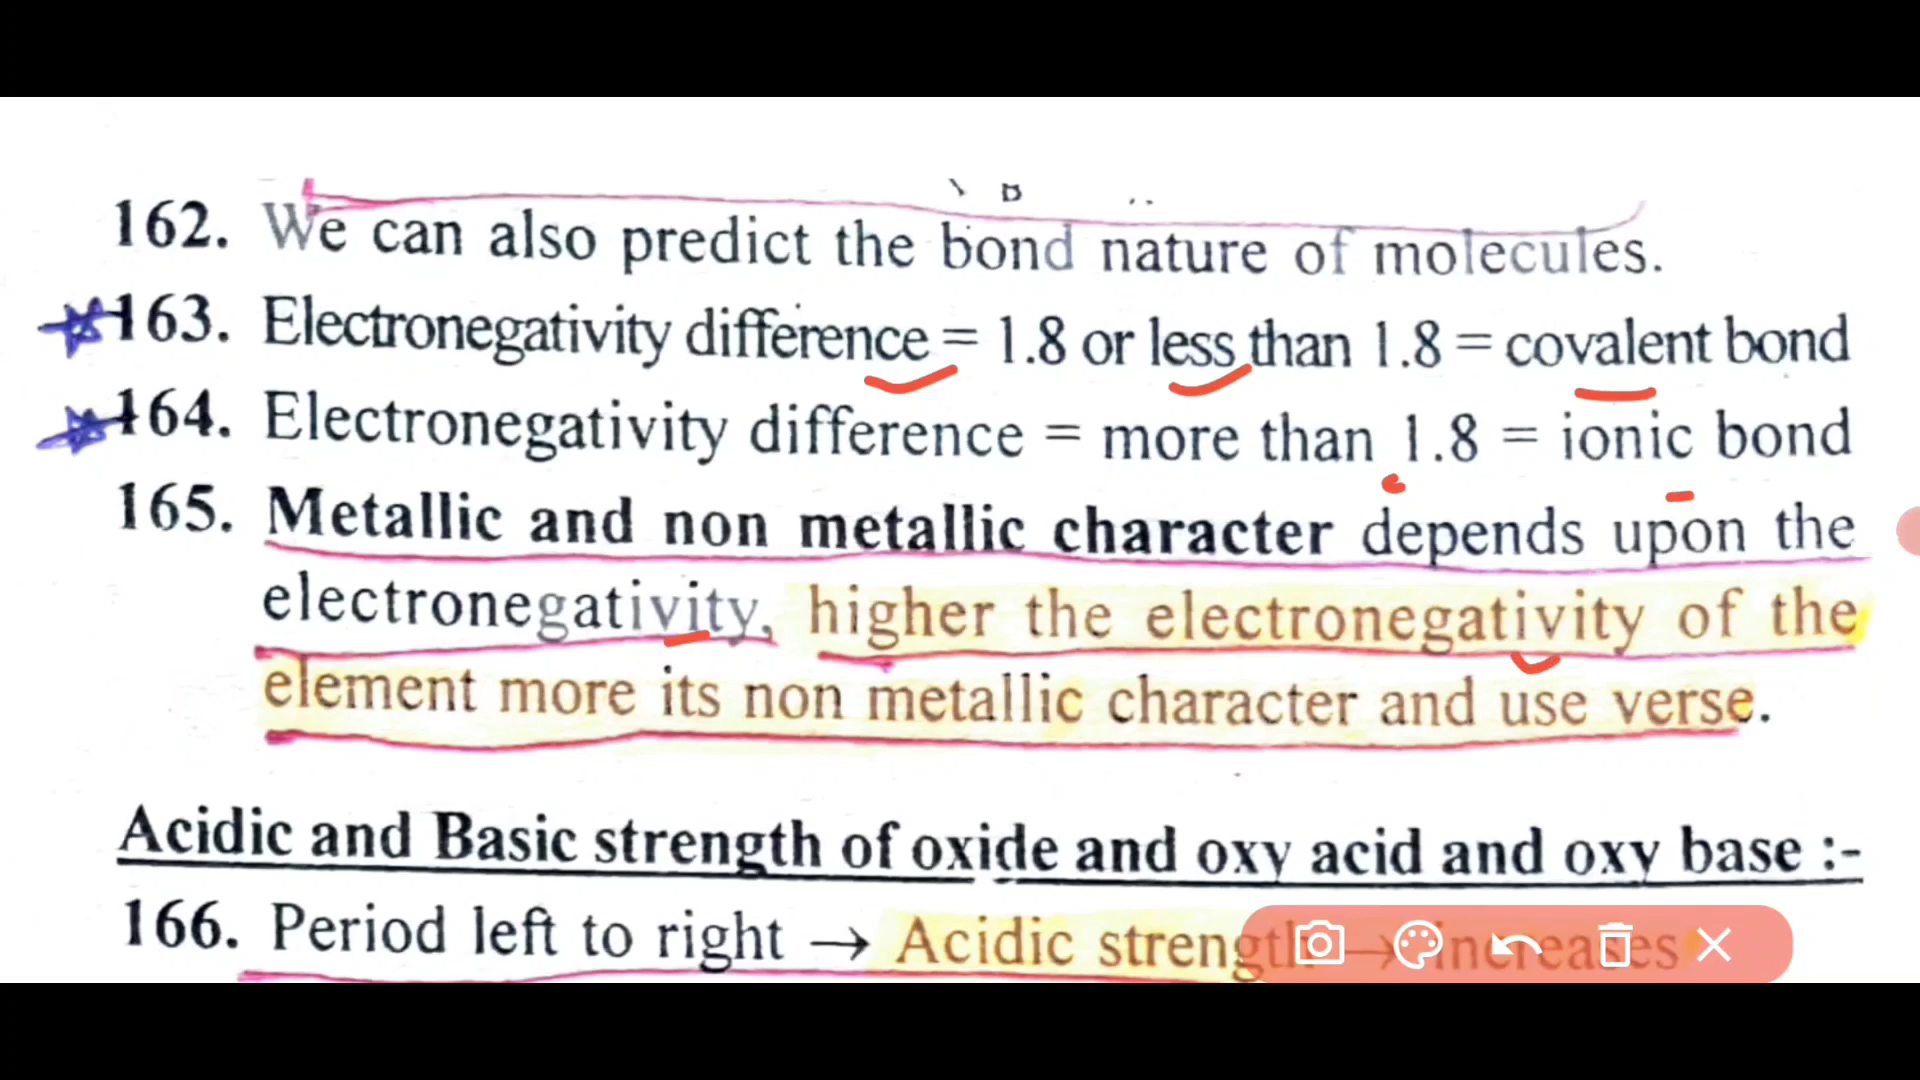 162. We can also predict the bond nature of molecules.
163. Electronegativity difference = 1.8 or less than 1.8 = covalent bond
164. Electronegativity difference = more than 1.8 = ionic bond
165. Metallic and non metallic character depends upon the
electronegativity, higher the electronegativity of the
element more its non metallic character and use verse.
Acidic and Basic strength of oxide and oxy acid and oxy base :-
166. Period left to right → Acidic strength → increases